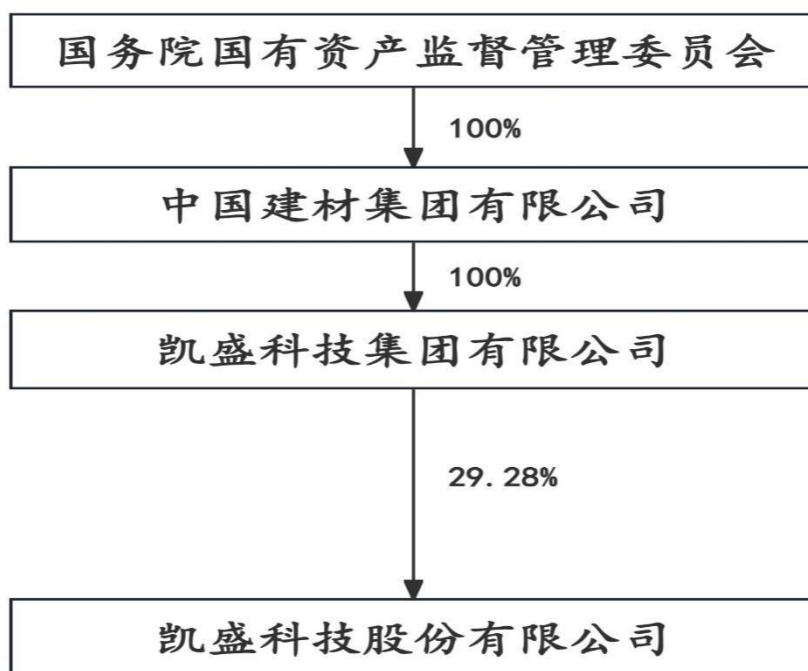 国务院国有资产监督管理委员会
100%
中国建材集团有限公司
100%
凯盛科技集团有限公司
29.28%
凯盛科技股份有限公司